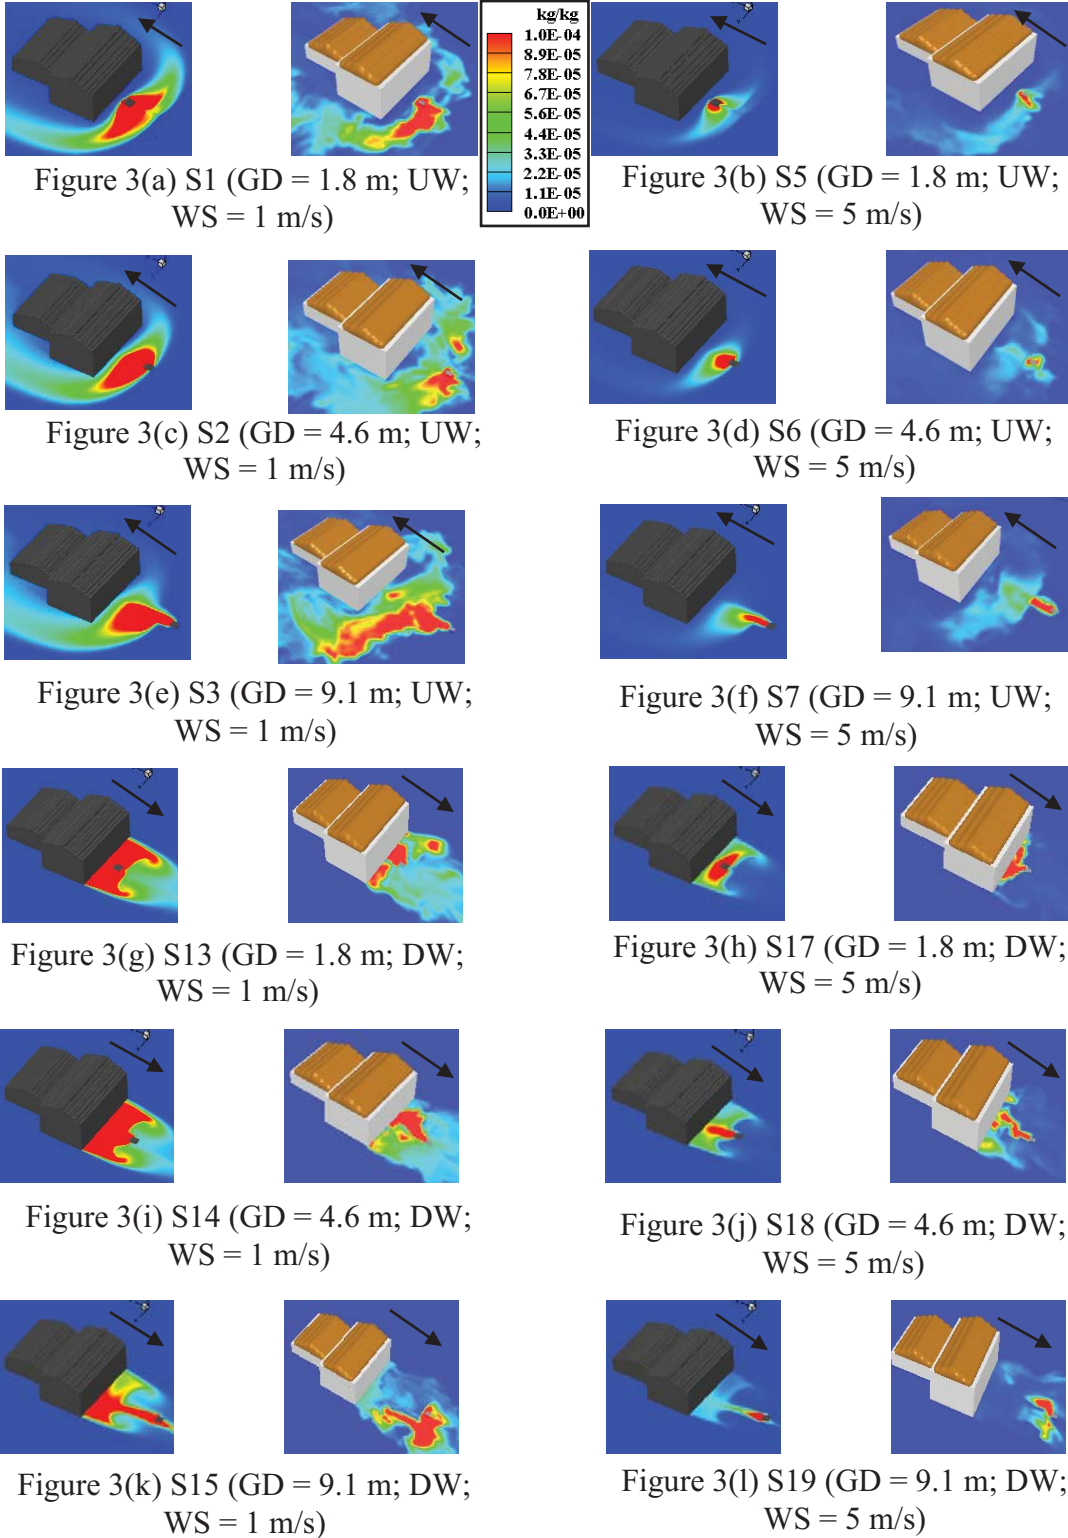 kg/kg
1.0E-04
8.9E-05
7.8E-05
6.7E-05
5.6E-05
4.4E-05
3.3E-05
2.2E-05
1.1E-05
0.0E+00
Figure 3(a) S1 (GD = 1.8 m; UW;
WS = 1 m/s)
Figure 3(b) S5 (GD = 1.8 m; UW;
WS = 5 m/s)
Figure 3(c) S2 (GD = 4.6 m; UW;
WS = 1 m/s)
Figure 3(d) S6 (GD = 4.6 m; UW;
WS = 5 m/s)
Figure 3(e) S3 (GD = 9.1 m; UW;
WS = 1 m/s)
Figure 3(f) S7 (GD = 9.1 m; UW;
WS = 5 m/s)
Figure 3(g) S13 (GD = 1.8 m; DW;
WS = 1 m/s)
Figure 3(h) S17 (GD = 1.8 m; DW;
WS = 5 m/s)
Figure 3(i) S14 (GD = 4.6 m; DW;
WS = 1 m/s)
Figure 3(j) S18 (GD = 4.6 m; DW;
WS = 5 m/s)
Figure 3(k) S15 (GD = 9.1 m; DW;
WS = 1 m/s)
Figure 3(l) S19 (GD = 9.1 m; DW;
WS = 5 m/s)